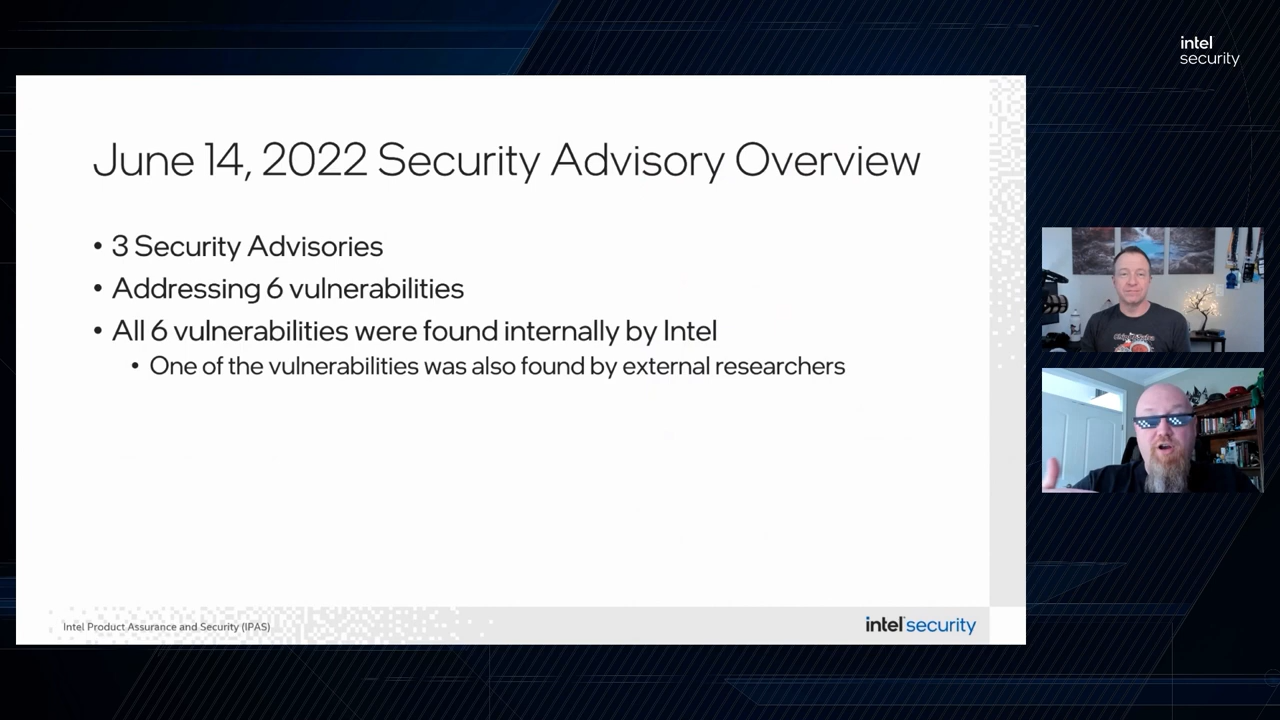 intel
security
June 14, 2022 Security Advisory Overview
• 3 Security Advisories
• Addressing 6 vulnerabilities
• All 6 vulnerabilities were found internally by Intel
• One of the vulnerabilities was also found by external researchers
Intel Product Assurance and Security (IPAS)
intel security